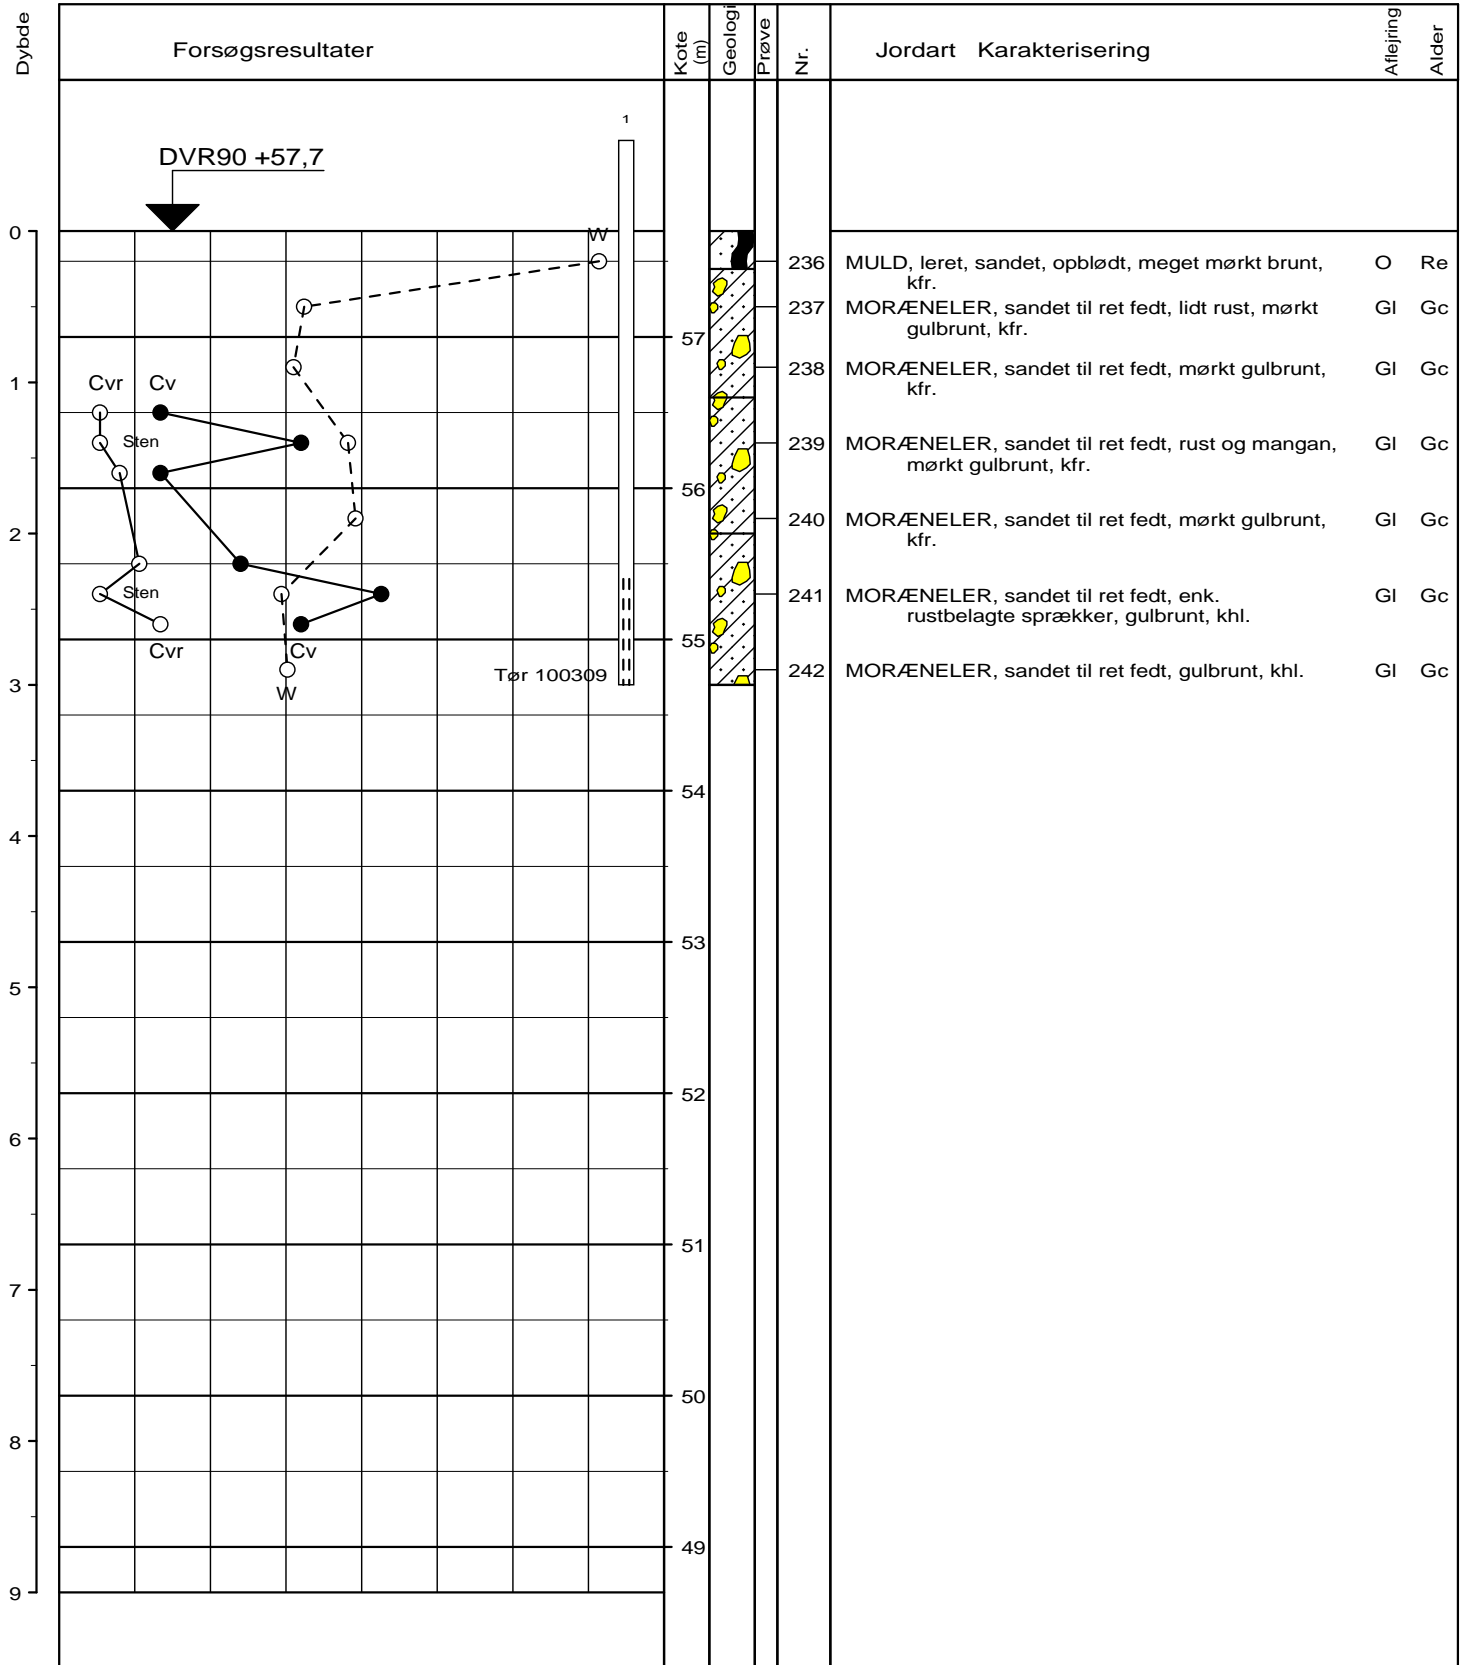 Dybde
Forsøgsresultater
Kote (m)
Geologi
Prøve
Nr.
Jordart Karakterisering
Aflejring
Alder
1
DVR90 +57,7
0
W
236 MULD, leret, sandet, opblødt, meget mørkt brunt, O Re
kfr.
237 MORÆNELER, sandet til ret fedt, lidt rust, mørkt Gl Gc
gulbrunt, kfr.
57
238 MORÆNELER, sandet til ret fedt, mørkt gulbrunt, Gl Gc
kfr.
1
Cvr Cv
Sten
239 MORÆNELER, sandet til ret fedt, rust og mangan, Gl Gc
mørkt gulbrunt, kfr.
56
240 MORÆNELER, sandet til ret fedt, mørkt gulbrunt, Gl Gc
kfr.
2
Sten
241 MORÆNELER, sandet til ret fedt, enk. Gl Gc
rustbelagte sprækker, gulbrunt, khl.
55
Cvr Cv
Tør 100309
242 MORÆNELER, sandet til ret fedt, gulbrunt, khl. Gl Gc
3
W
54
4
53
5
52
6
51
7
50
8
49
9